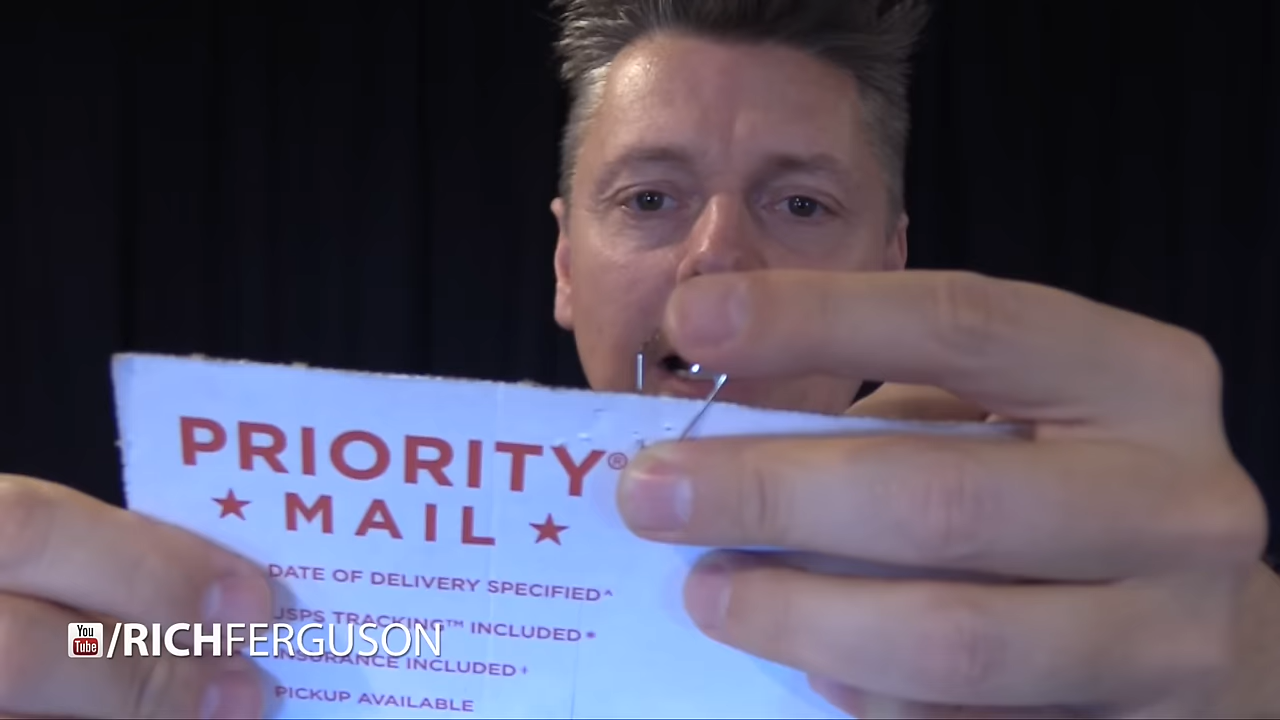 PRIORITY®
★ MAIL ★
DATE OF DELIVERY SPECIFIED^
USPS TRACKING™ INCLUDED*
INSURANCE INCLUDED†
PICKUP AVAILABLE
You Tube /RICHFERGUSON